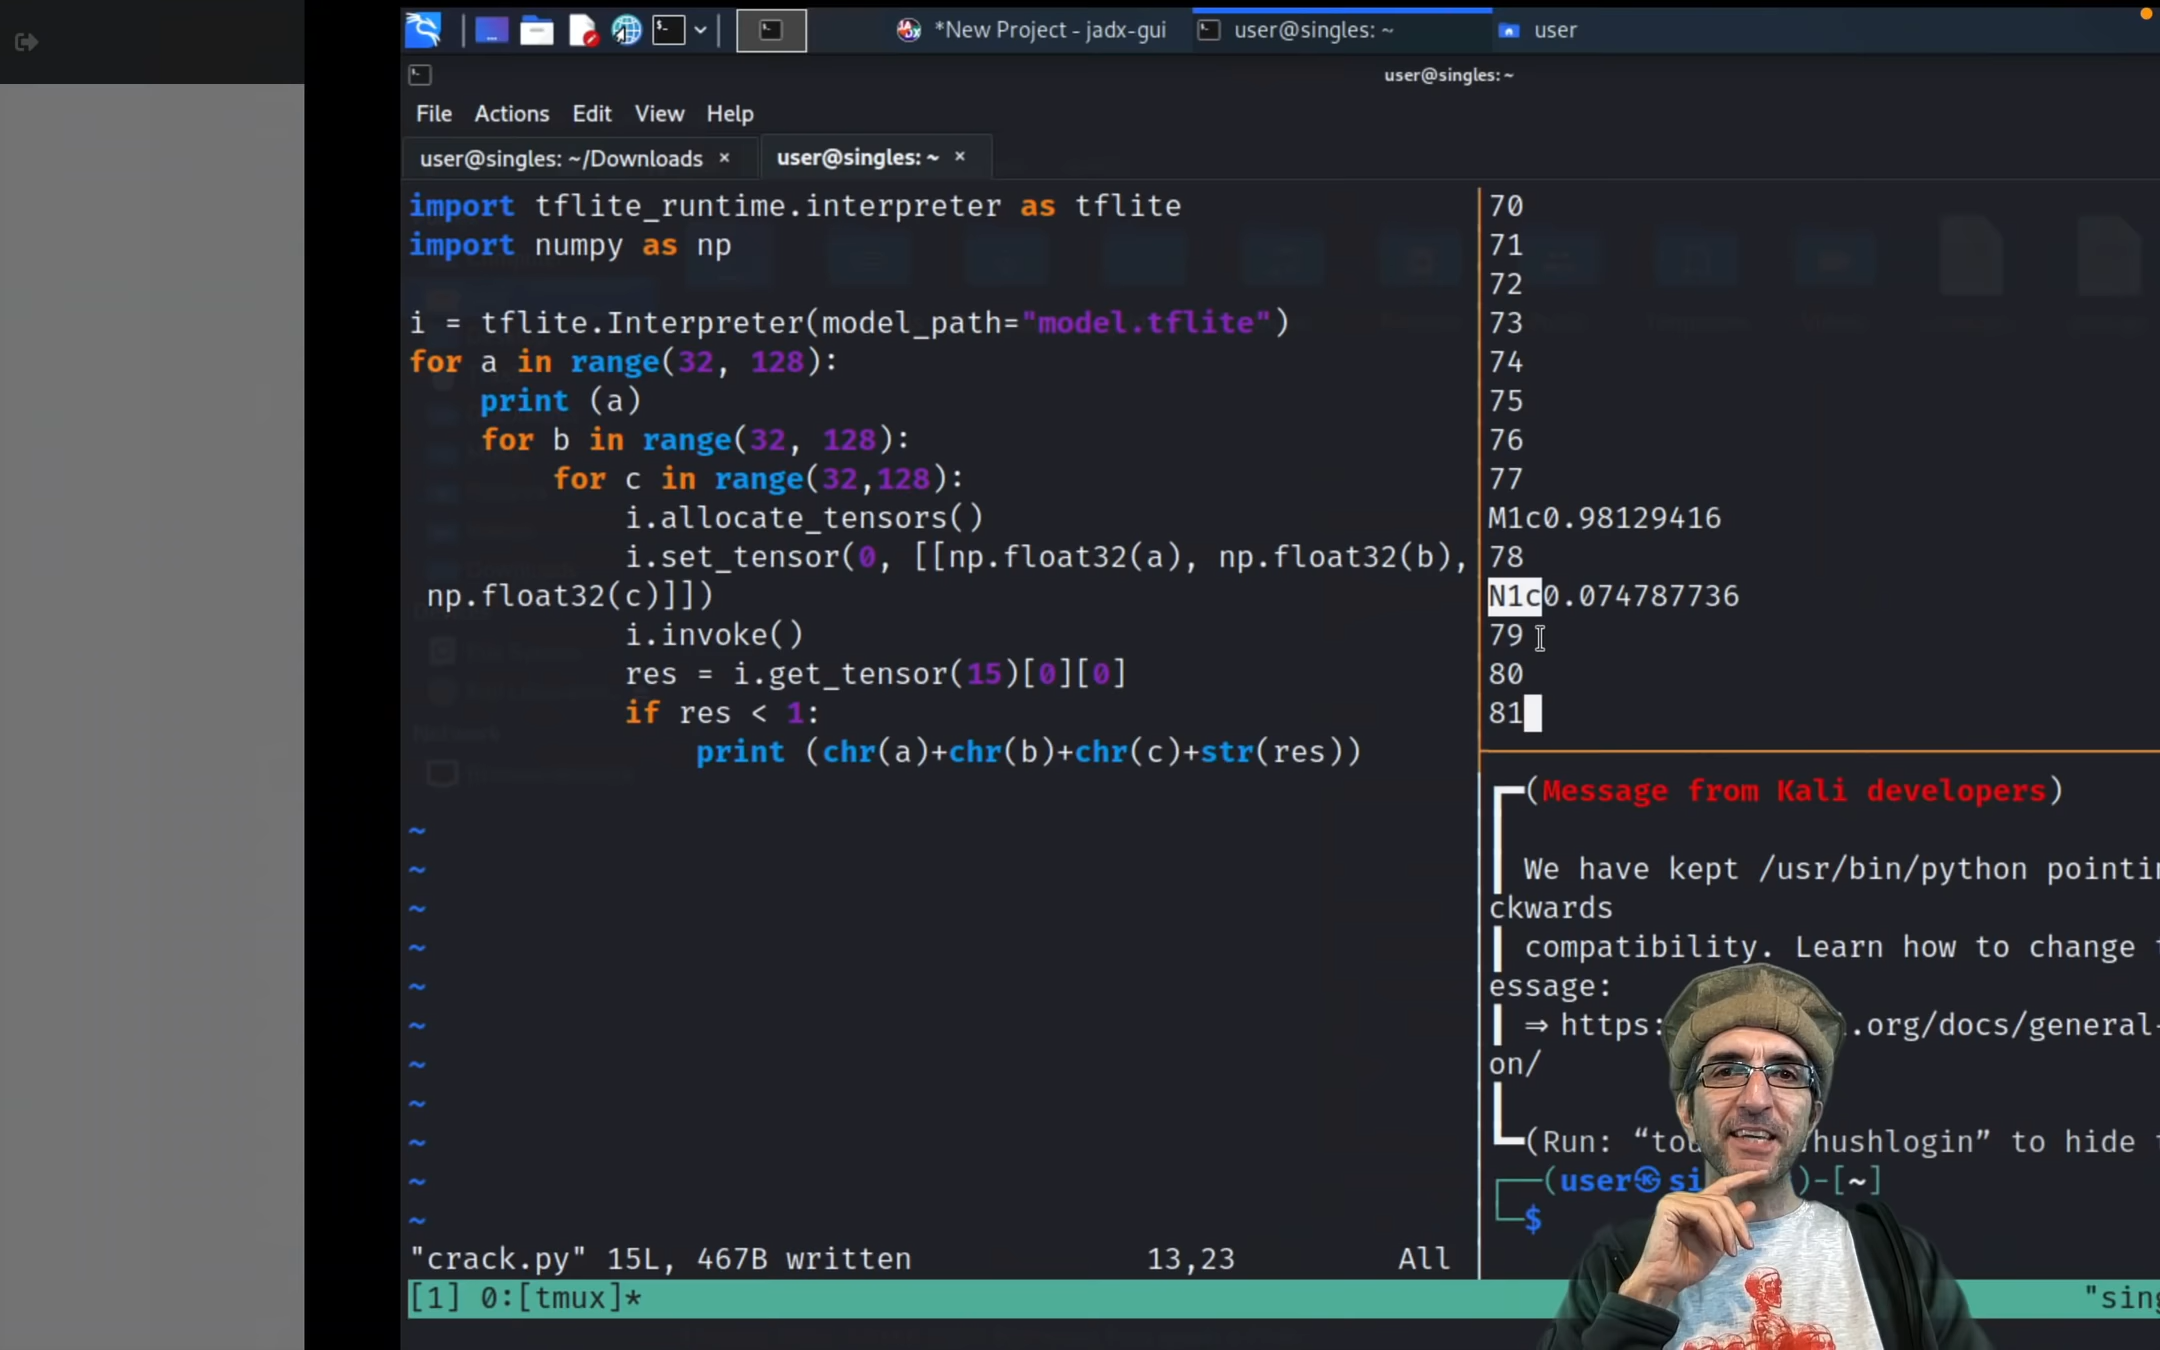 *New Project - jadx-gui
user@singles: ~
user
user@singles: ~
File Actions Edit View Help
user@singles: ~/Downloads ×
user@singles: ~ ×
import tflite_runtime.interpreter as tflite
import numpy as np
i = tflite.Interpreter(model_path="model.tflite")
for a in range(32, 128):
print (a)
for b in range(32, 128):
for c in range(32,128):
i.allocate_tensors()
i.set_tensor(0, [[np.float32(a), np.float32(b),
np.float32(c)]])
i.invoke()
res = i.get_tensor(15)[0][0]
if res < 1:
print (chr(a)+chr(b)+chr(c)+str(res))
~
~
~
~
~
~
~
~
~
~
~
"crack.py" 15L, 467B written 13,23 All
70
71
72
73
74
75
76
77
M1c0.98129416
78
N1c0.074787736
79
80
81
(Message from Kali developers)
We have kept /usr/bin/python
ckwards
compatibility. Learn how to change
essage:
⇒ https: .org/docs/general-
on/
(Run: “ hushlogin” to hide
(user㉿ )-[~]
$
[1] 0:[tmux]*